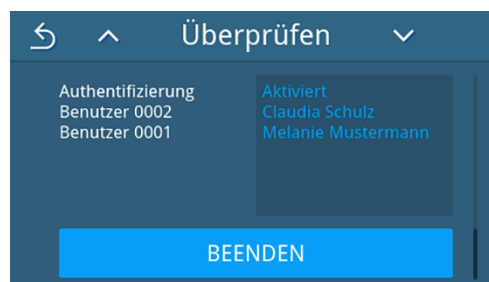 Überprüfen
Authentifizierung Aktiviert
Benutzer 0002 Claudia Schulz
Benutzer 0001 Melanie Mustermann
BEENDEN